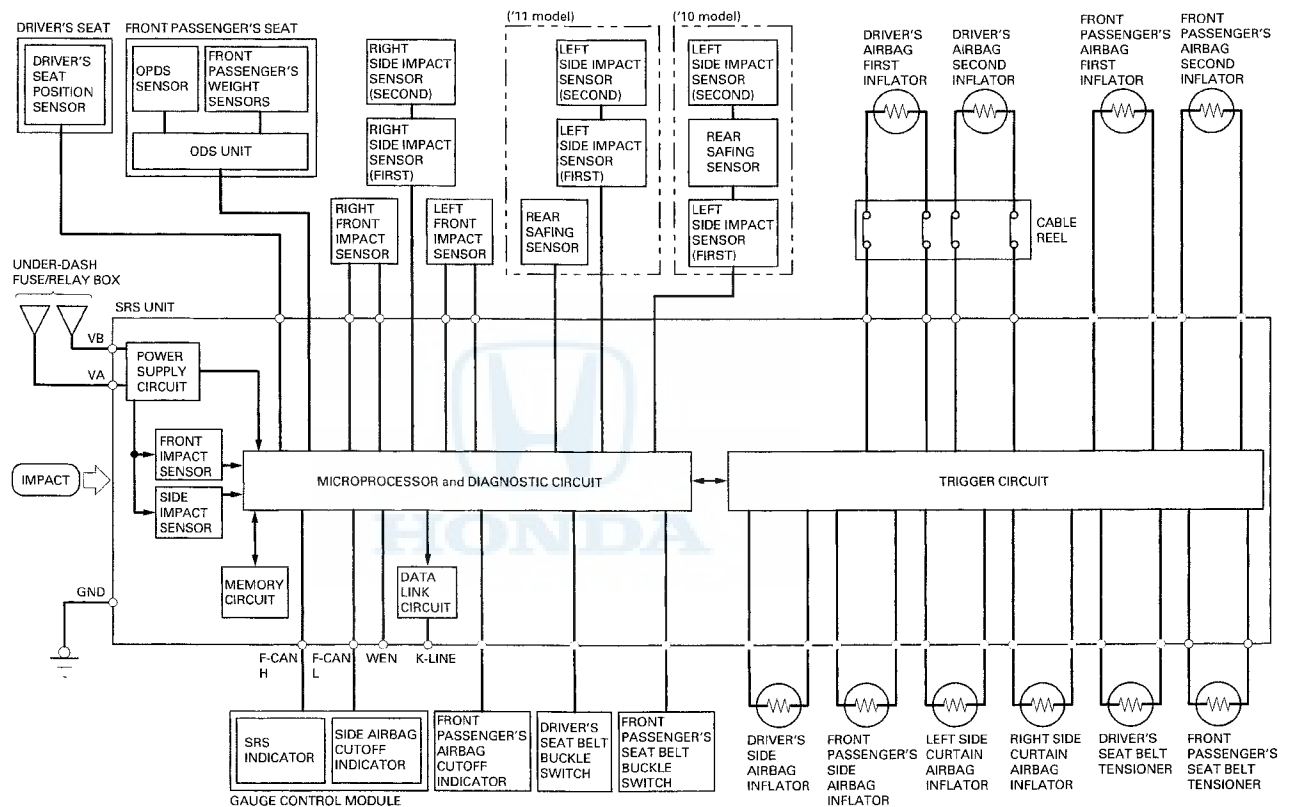 ('11 model)
('10 model)
DRIVER'S SEAT
FRONT PASSENGER'S SEAT
DRIVER'S
SEAT
POSITION
SENSOR
OPDS
SENSOR
FRONT
PASSENGER'S
WEIGHT
SENSORS
ODS UNIT
RIGHT
SIDE IMPACT
SENSOR
(SECOND)
RIGHT
SIDE IMPACT
SENSOR
(FIRST)
RIGHT
FRONT
IMPACT
SENSOR
LEFT
FRONT
IMPACT
SENSOR
LEFT
SIDE IMPACT
SENSOR
(SECOND)
LEFT
SIDE IMPACT
SENSOR
(FIRST)
REAR
SAFING
SENSOR
LEFT
SIDE IMPACT
SENSOR
(SECOND)
REAR
SAFING
SENSOR
LEFT
SIDE IMPACT
SENSOR
(FIRST)
DRIVER'S
AIRBAG
FIRST
INFLATOR
DRIVER'S
AIRBAG
SECOND
INFLATOR
FRONT
PASSENGER'S
AIRBAG
FIRST
INFLATOR
FRONT
PASSENGER'S
AIRBAG
SECOND
INFLATOR
CABLE
REEL
UNDER-DASH
FUSE/RELAY BOX
SRS UNIT
VB
VA
POWER
SUPPLY
CIRCUIT
FRONT
IMPACT
SENSOR
SIDE
IMPACT
SENSOR
IMPACT
MICROPROCESSOR and DIAGNOSTIC CIRCUIT
TRIGGER CIRCUIT
HONDA
MEMORY
CIRCUIT
DATA
LINK
CIRCUIT
GND
F-CAN
H
F-CAN
L
WEN
K-LINE
SRS
INDICATOR
SIDE AIRBAG
CUTOFF
INDICATOR
GAUGE CONTROL MODULE
FRONT
PASSENGER'S
AIRBAG
CUTOFF
INDICATOR
DRIVER'S
SEAT BELT
BUCKLE
SWITCH
FRONT
PASSENGER'S
SEAT BELT
BUCKLE
SWITCH
DRIVER'S
SIDE
AIRBAG
INFLATOR
FRONT
PASSENGER'S
SIDE
AIRBAG
INFLATOR
LEFT SIDE
CURTAIN
AIRBAG
INFLATOR
RIGHT SIDE
CURTAIN
AIRBAG
INFLATOR
DRIVER'S
SEAT BELT
TENSIONER
FRONT
PASSENGER'S
SEAT BELT
TENSIONER